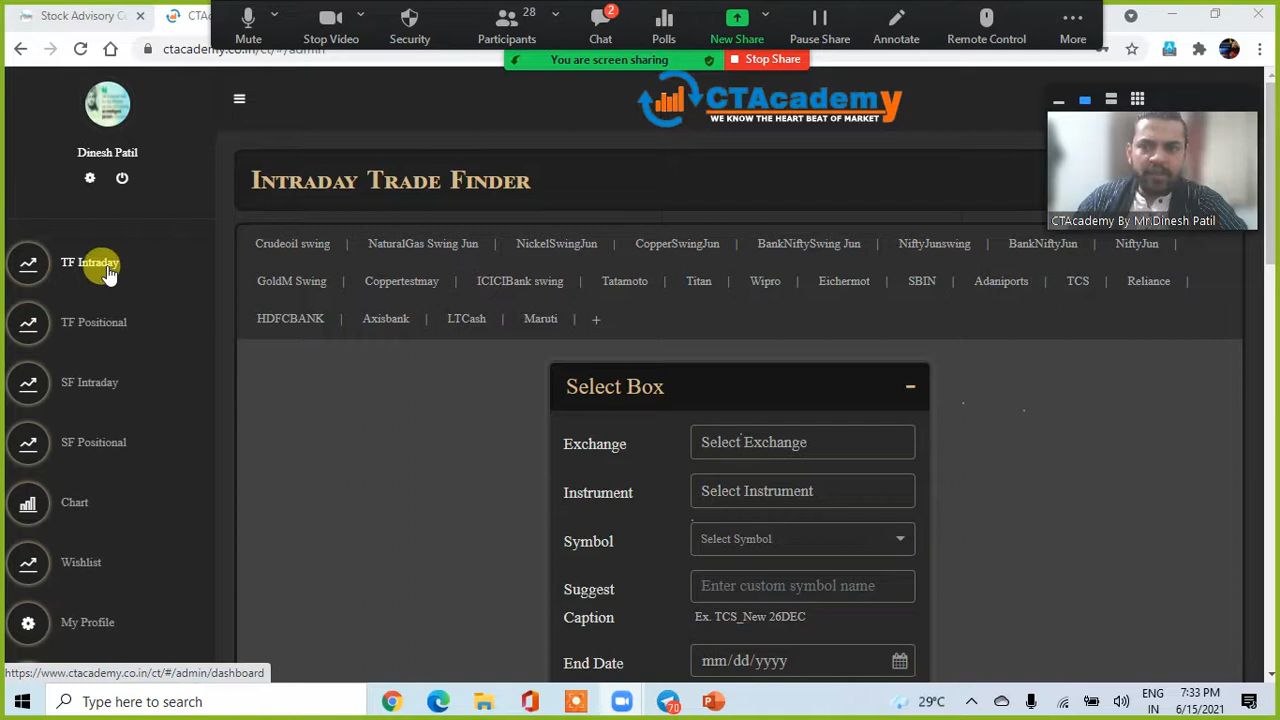 Stock Advisory C
CTAc
Mute
Stop Video
Security
28
Participants
2
Chat
Polls
New Share
Pause Share
Annotate
Remote Control
More
ctacademy.co.in/ct/#/admin
You are screen sharing
Stop Share
CTAcademy
WE KNOW THE HEART BEAT OF MARKET
Dinesh Patil
CTAcademy By Mr.Dinesh Patil
INTRADAY TRADE FINDER
TF Intraday
TF Positional
SF Intraday
SF Positional
Chart
Wishlist
My Profile
Crudeoil swing | NaturalGas Swing Jun | NickelSwingJun | CopperSwingJun | BankNiftySwing Jun | NiftyJunswing | BankNiftyJun | NiftyJun |
GoldM Swing | Coppertestmay | ICICIBank swing | Tatamoto | Titan | Wipro | Eichermot | SBIN | Adaniports | TCS | Reliance |
HDFCBANK | Axisbank | LTCash | Maruti | +
Select Box
Exchange Select Exchange
Instrument Select Instrument
Symbol Select Symbol
Suggest Enter custom symbol name
Caption Ex. TCS_New 26DEC
End Date mm/dd/yyyy
https://www.ctacademy.co.in/ct/#/admin/dashboard
Type here to search
70
29°C
ENG
IN
7:33 PM
6/15/2021